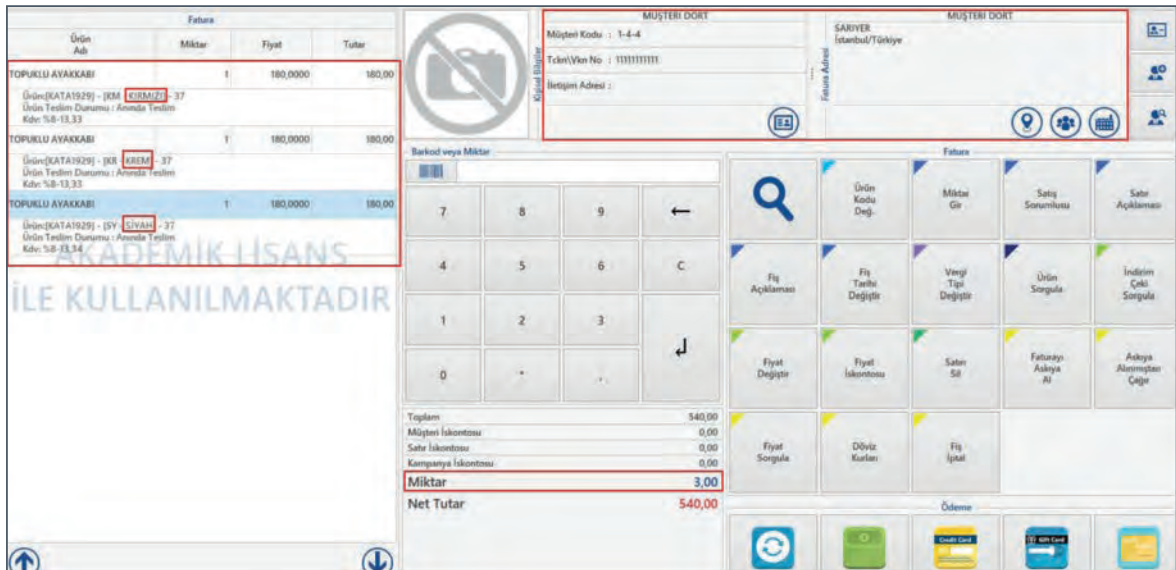 Fatura
Ürün Adı Miktar Fiyat Tutar
TOPUKLU AYAKKABI 1 180,0000 180,00
Ürün:[KATA1929] - [KM - KIRMIZI] - 37
Ürün Teslim Durumu : Anında Teslim
Kdv: %8-13,33
TOPUKLU AYAKKABI 1 180,0000 180,00
Ürün:[KATA1929] - [KR - KREM] - 37
Ürün Teslim Durumu : Anında Teslim
Kdv: %8-13,33
TOPUKLU AYAKKABI 1 180,0000 180,00
Ürün:[KATA1929] - [SY - SİYAH] - 37
Ürün Teslim Durumu : Anında Teslim
Kdv: %8-13,34
AKADEMİK LİSANS
İLE KULLANILMAKTADIR
Kişisel Bilgiler
MÜŞTERİ DÖRT
Müşteri Kodu : 1-4-4
Tckn\Vkn No : 11111111111
İletişim Adresi :
Fatura Adresi
MÜŞTERİ DÖRT
SARIYER
İstanbul/Türkiye
Barkod veya Miktar
7 8 9 ←
4 5 6 C
1 2 3 ↲
0 * ,
Toplam 540,00
Müşteri İskontosu 0,00
Satır İskontosu 0,00
Kampanya İskontosu 0,00
Miktar 3,00
Net Tutar 540,00
Fatura
Ürün Kodu Değ.
Miktar Gir
Satış Sorumlusu
Satır Açıklaması
Fiş Açıklaması
Fiş Tarihi Değiştir
Vergi Tipi Değiştir
Ürün Sorgula
İndirim Çeki Sorgula
Fiyat Değiştir
Fiyat İskontosu
Satırı Sil
Faturayı Askıya Al
Askıya Alınmıştan Çağır
Fiyat Sorgula
Döviz Kurları
Fiş İptal
Ödeme
Credit Card
Gift Card